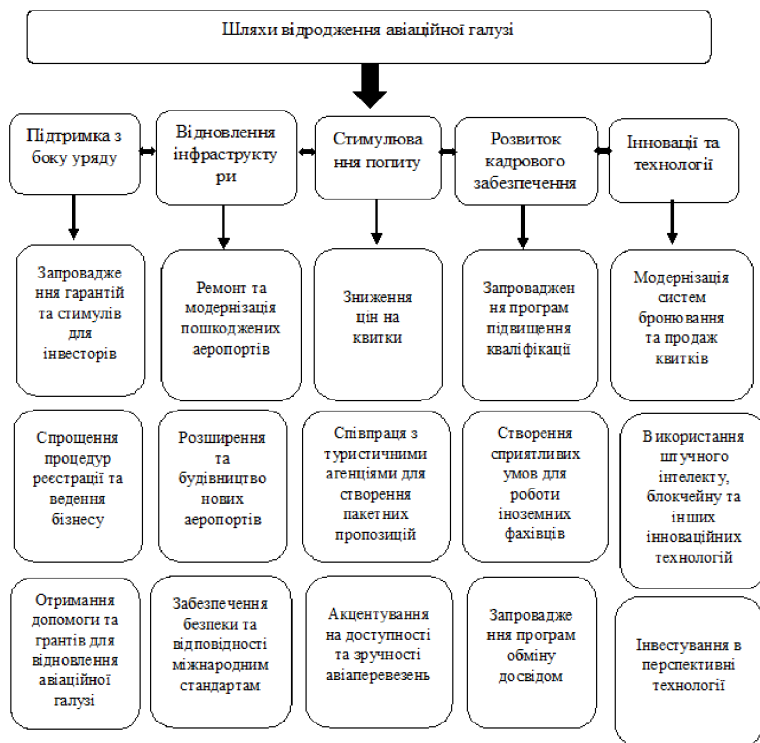 Шляхи відродження авіаційної галузі
Підтримка з
боку уряду
Відновлення
інфраструкту
ри
Стимулюва
ння попиту
Розвиток
кадрового
забезпечення
Інновації та
технології
Запровадже
ння гарантій
та стимулів
для
інвесторів
Ремонт та
модернізація
пошкоджених
аеропортів
Зниження
цін на
квитки
Запроваджен
ня програм
підвищення
кваліфікації
Модернізація
систем
бронювання
та продаж
квитків
Спрощення
процедур
реєстрації та
ведення
бізнесу
Розширення
та
будівництво
нових
аеропортів
Співпраця з
туристичними
агенціями для
створення
пакетних
пропозицій
Створення
сприятливих
умов для
роботи
іноземних
фахівців
Використання
штучного
інтелекту,
блокчейну та
інших
інноваційних
технологій
Отримання
допомоги та
грантів для
відновлення
авіаційної
галузі
Забезпечення
безпеки та
відповідності
міжнародним
стандартам
Акцентування
на доступності
та зручності
авіаперевезень
Запровадже
ння програм
обміну
досвідом
Інвестування в
перспективні
технології